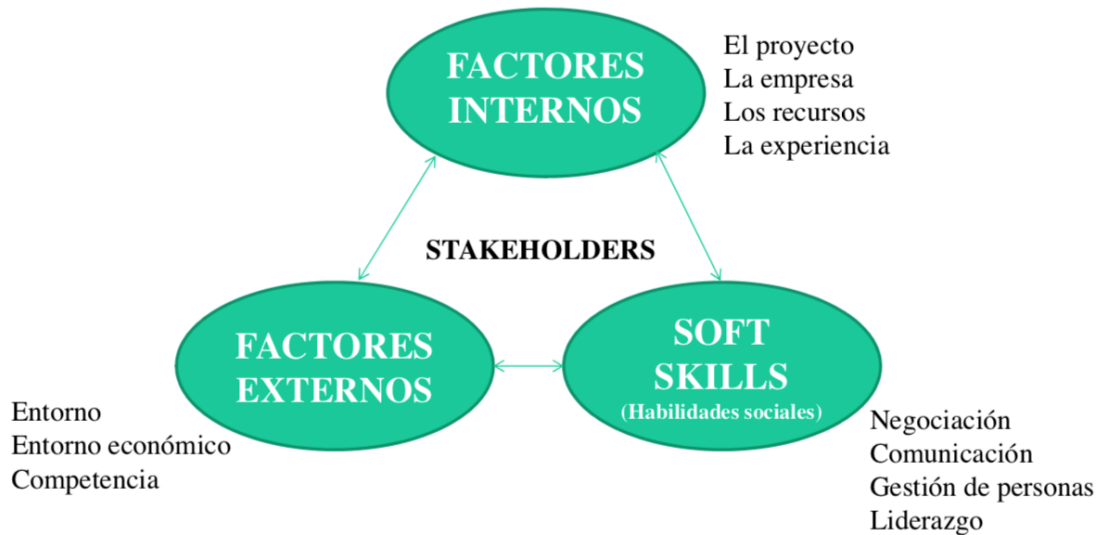 FACTORES
INTERNOS
El proyecto
La empresa
Los recursos
La experiencia
STAKEHOLDERS
FACTORES
EXTERNOS
Entorno
Entorno económico
Competencia
SOFT
SKILLS
(Habilidades sociales)
Negociación
Comunicación
Gestión de personas
Liderazgo